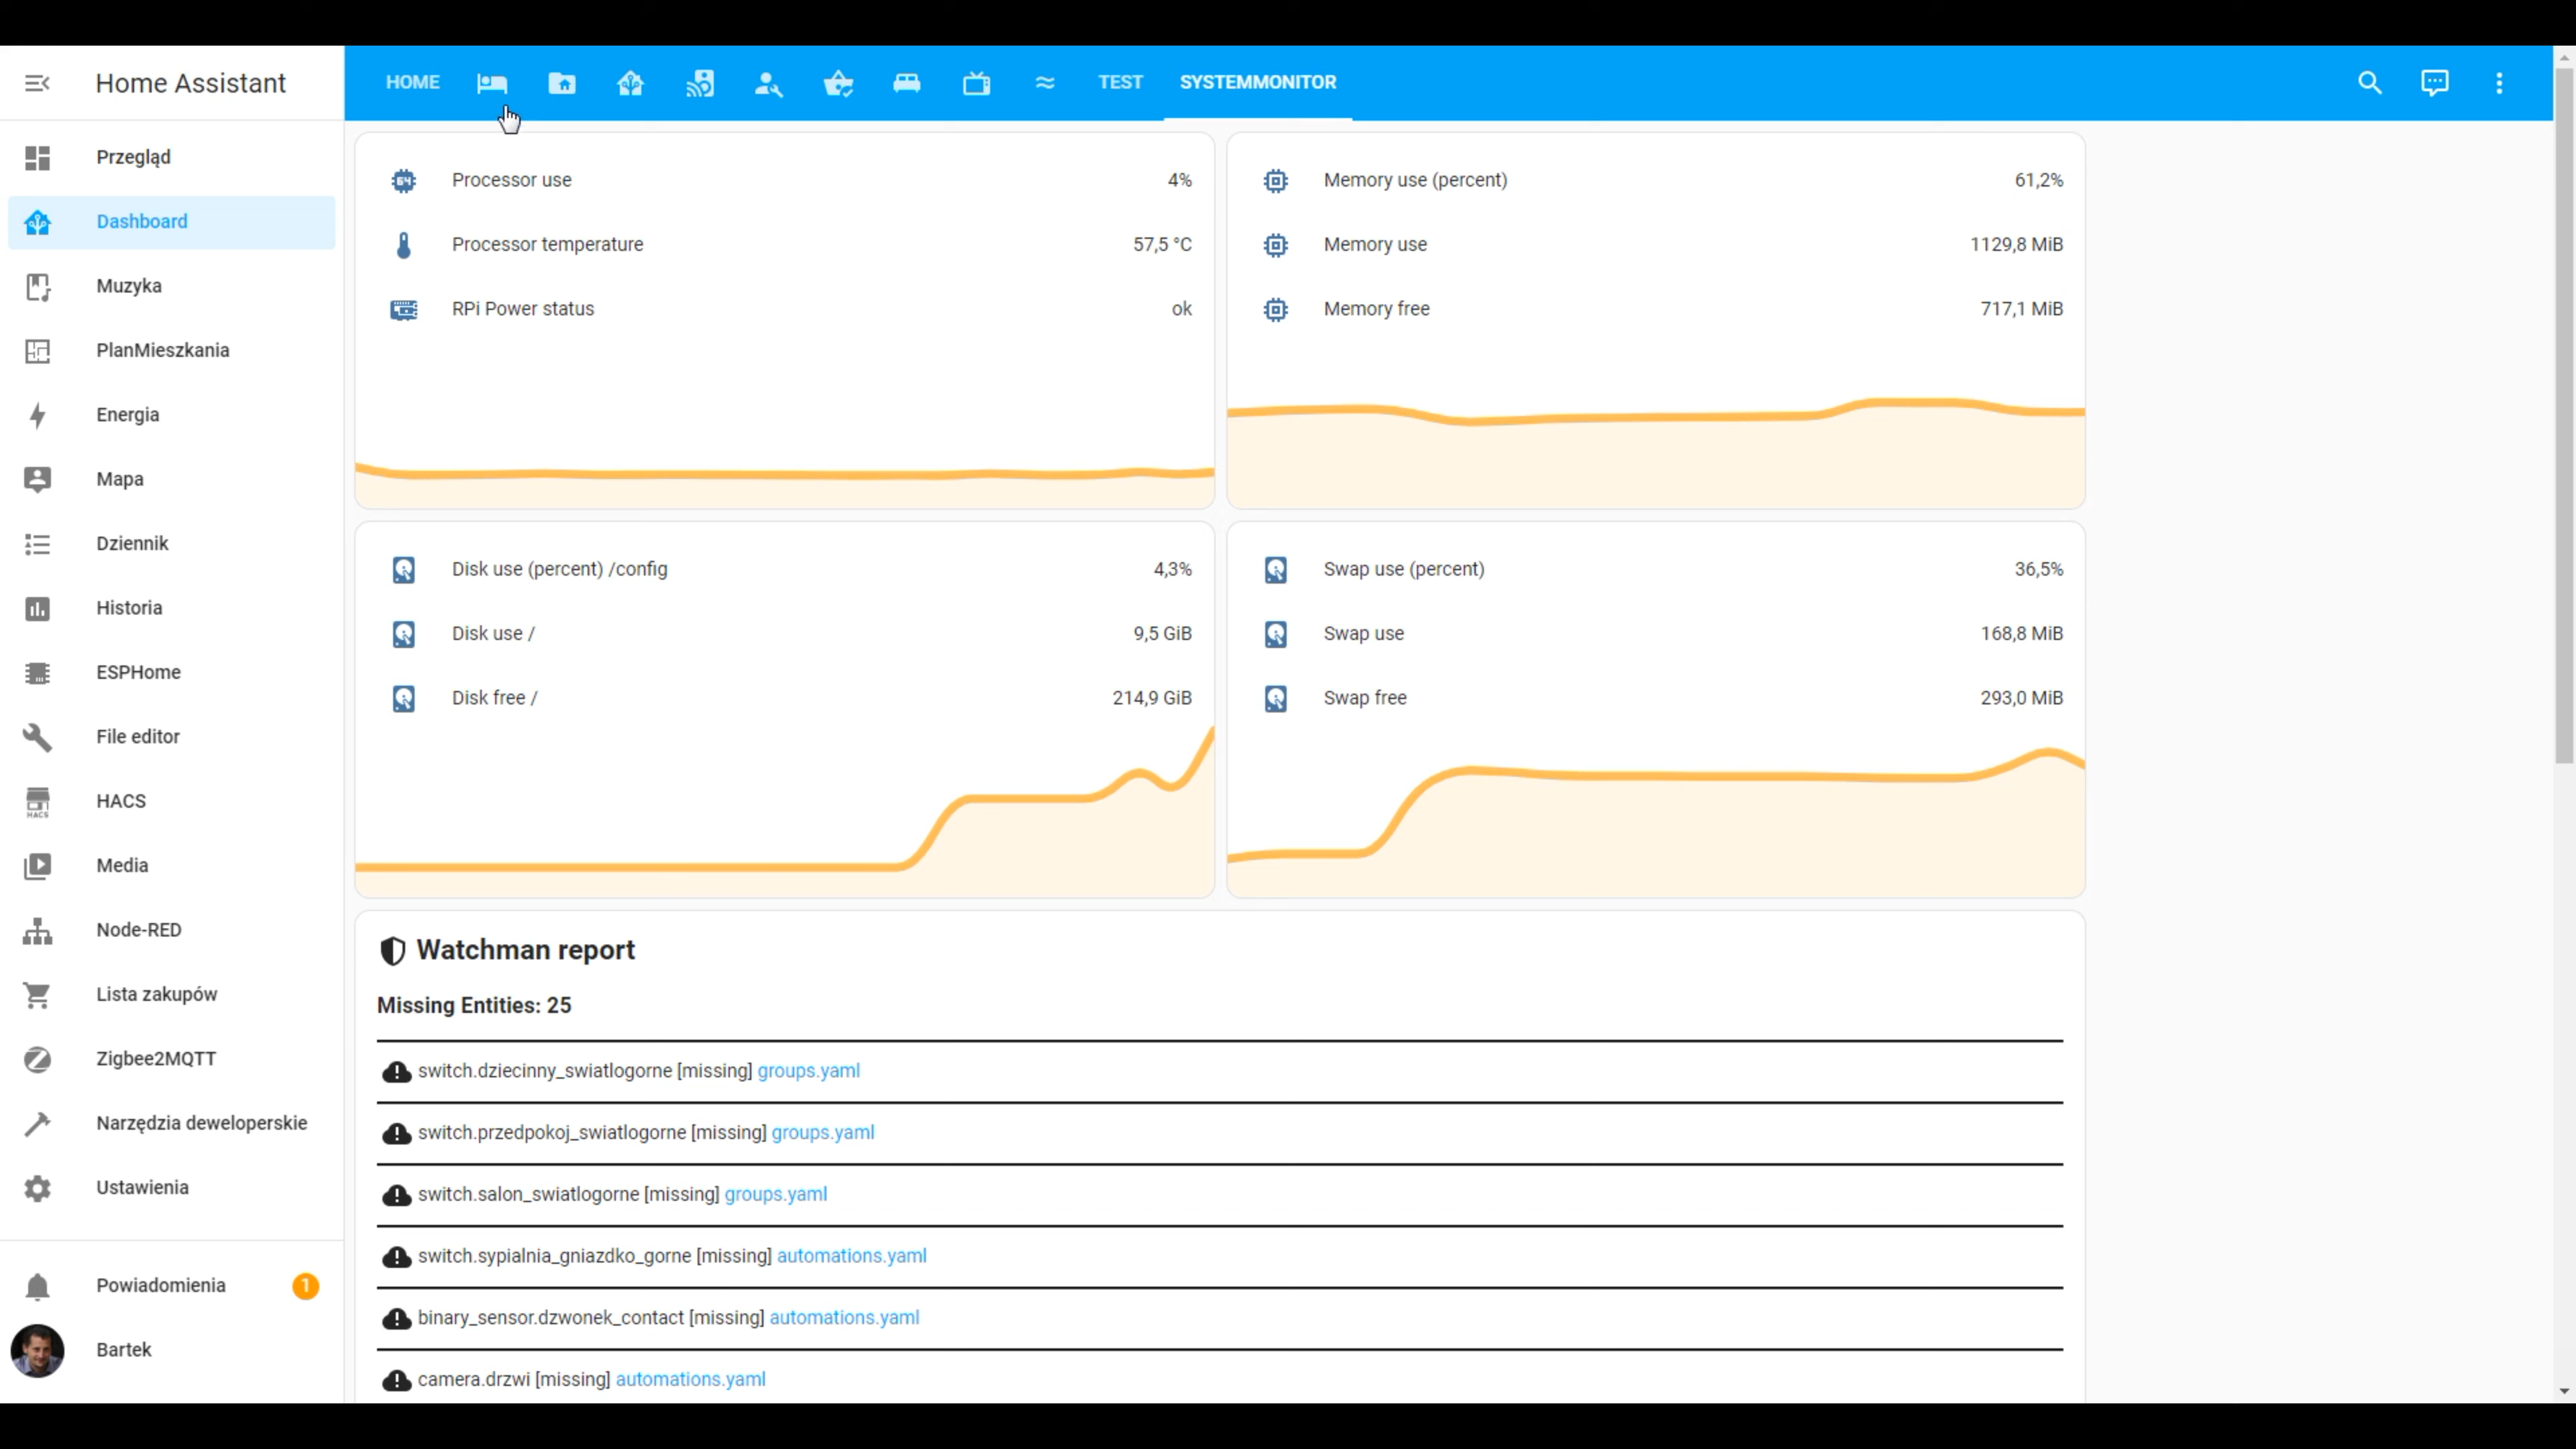 Home Assistant
HOME
TEST
SYSTEMMONITOR
Przegląd
Dashboard
Muzyka
PlanMieszkania
Energia
Mapa
Dziennik
Historia
ESPHome
File editor
HACS
HACS
Media
Node-RED
Lista zakupów
Zigbee2MQTT
Narzędzia deweloperskie
Ustawienia
Powiadomienia 1
Bartek
64
Processor use 4%
Processor temperature 57,5 °C
RPi Power status ok
Memory use (percent) 61,2%
Memory use 1129,8 MiB
Memory free 717,1 MiB
Disk use (percent) /config 4,3%
Disk use / 9,5 GiB
Disk free / 214,9 GiB
Swap use (percent) 36,5%
Swap use 168,8 MiB
Swap free 293,0 MiB
Watchman report
Missing Entities: 25
switch.dziecinny_swiatlogorne [missing] groups.yaml
switch.przedpokoj_swiatlogorne [missing] groups.yaml
switch.salon_swiatlogorne [missing] groups.yaml
switch.sypialnia_gniazdko_gorne [missing] automations.yaml
binary_sensor.dzwonek_contact [missing] automations.yaml
camera.drzwi [missing] automations.yaml